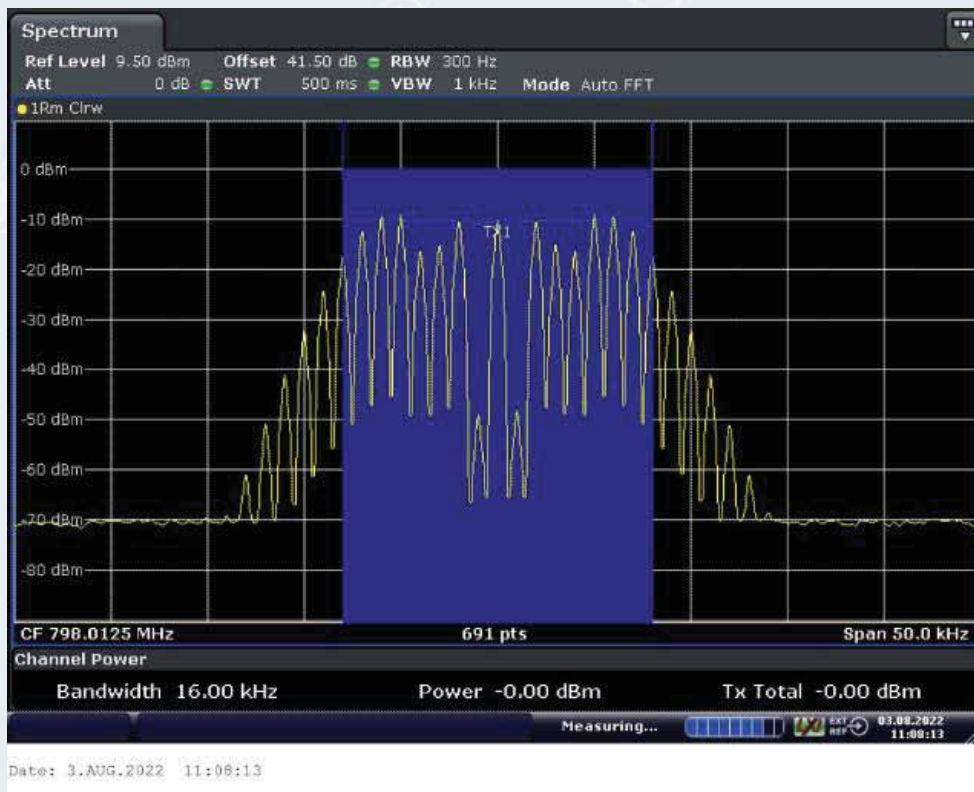 Spectrum
Ref Level 9.50 dBm Offset 41.50 dB RBW 300 Hz
Att 0 dB SWT 500 ms VBW 1 kHz Mode Auto FFT
1Rm Clrw
0 dBm
-10 dBm
TX1
-20 dBm
-30 dBm
-40 dBm
-50 dBm
-60 dBm
-70 dBm
-80 dBm
CF 798.0125 MHz 691 pts Span 50.0 kHz
Channel Power
Bandwidth 16.00 kHz Power -0.00 dBm Tx Total -0.00 dBm
Measuring... EXT REF 03.08.2022
11:08:13
Date: 3.AUG.2022 11:08:13